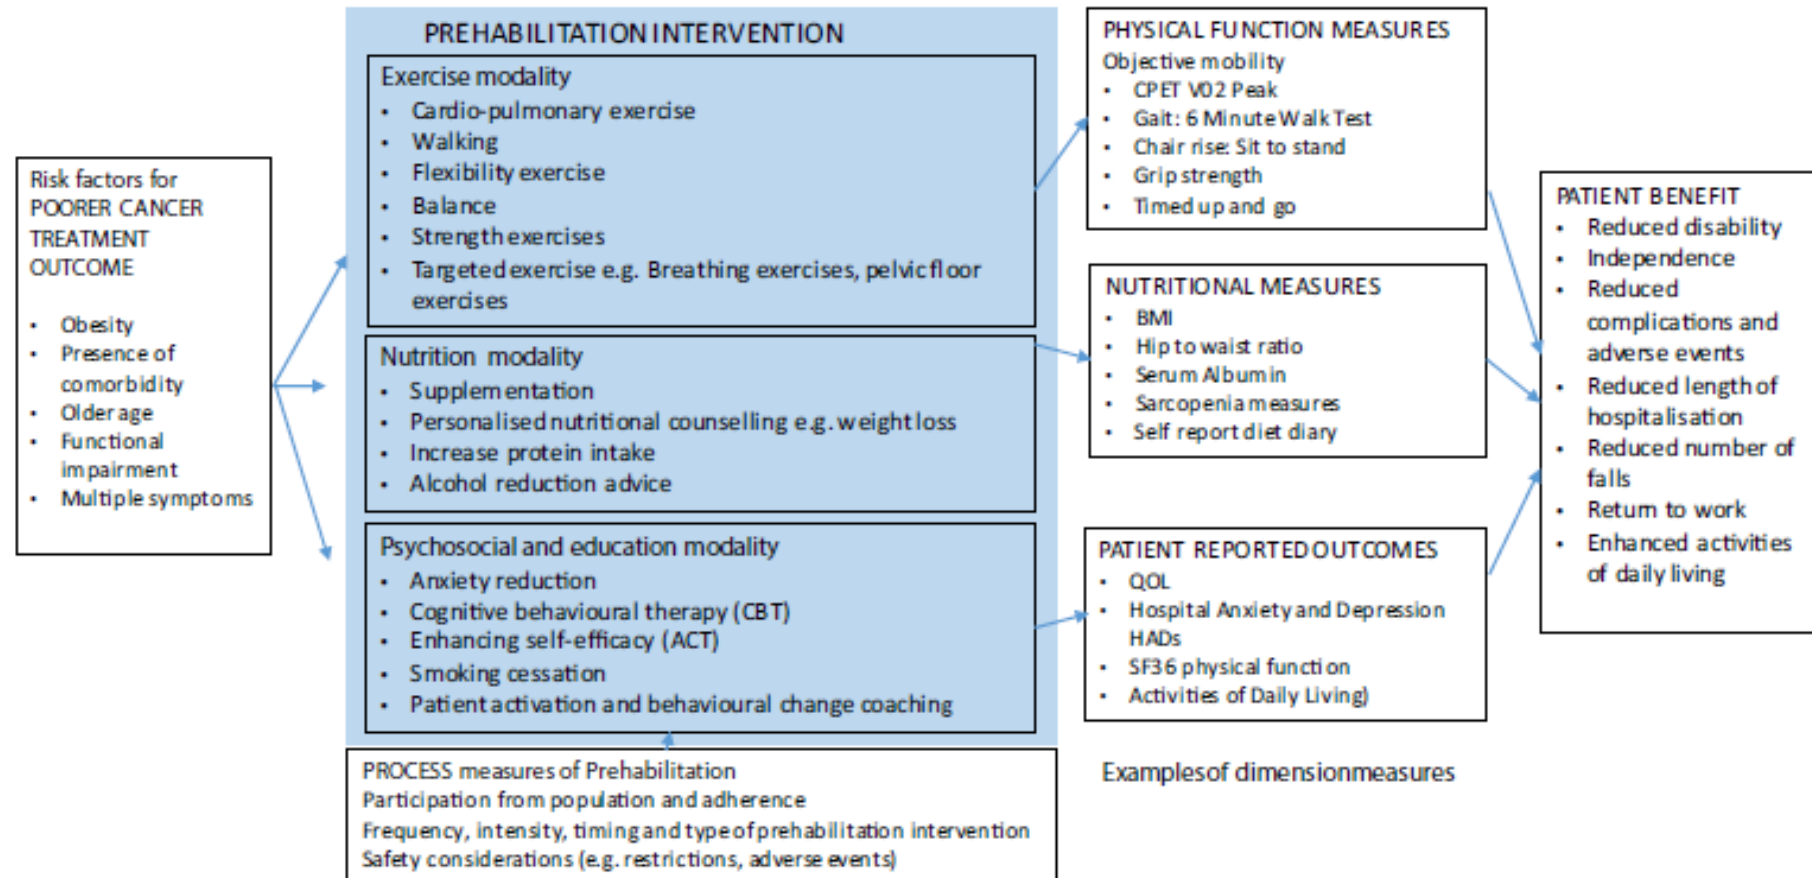 Risk factors for
POORER CANCER
TREATMENT
OUTCOME
• Obesity
• Presence of
comorbidity
• Older age
• Functional
impairment
• Multiple symptoms
PREHABILITATION INTERVENTION
Exercise modality
• Cardio-pulmonary exercise
• Walking
• Flexibility exercise
• Balance
• Strength exercises
• Targeted exercise e.g. Breathing exercises, pelvic floor
exercises
Nutrition modality
• Supplementation
• Personalised nutritional counselling e.g. weight loss
• Increase protein intake
• Alcohol reduction advice
Psychosocial and education modality
• Anxiety reduction
• Cognitive behavioural therapy (CBT)
• Enhancing self-efficacy (ACT)
• Smoking cessation
• Patient activation and behavioural change coaching
PROCESS measures of Prehabilitation
Participation from population and adherence
Frequency, intensity, timing and type of prehabilitation intervention
Safety considerations (e.g. restrictions, adverse events)
PHYSICAL FUNCTION MEASURES
Objective mobility
• CPET V02 Peak
• Gait: 6 Minute Walk Test
• Chair rise: Sit to stand
• Grip strength
• Timed up and go
NUTRITIONAL MEASURES
• BMI
• Hip to waist ratio
• Serum Albumin
• Sarcopenia measures
• Self report diet diary
PATIENT REPORTED OUTCOMES
• QOL
• Hospital Anxiety and Depression
HADs
• SF36 physical function
• Activities of Daily Living)
Examples of dimension measures
PATIENT BENEFIT
• Reduced disability
• Independence
• Reduced
complications and
adverse events
• Reduced length of
hospitalisation
• Reduced number of
falls
• Return to work
• Enhanced activities
of daily living